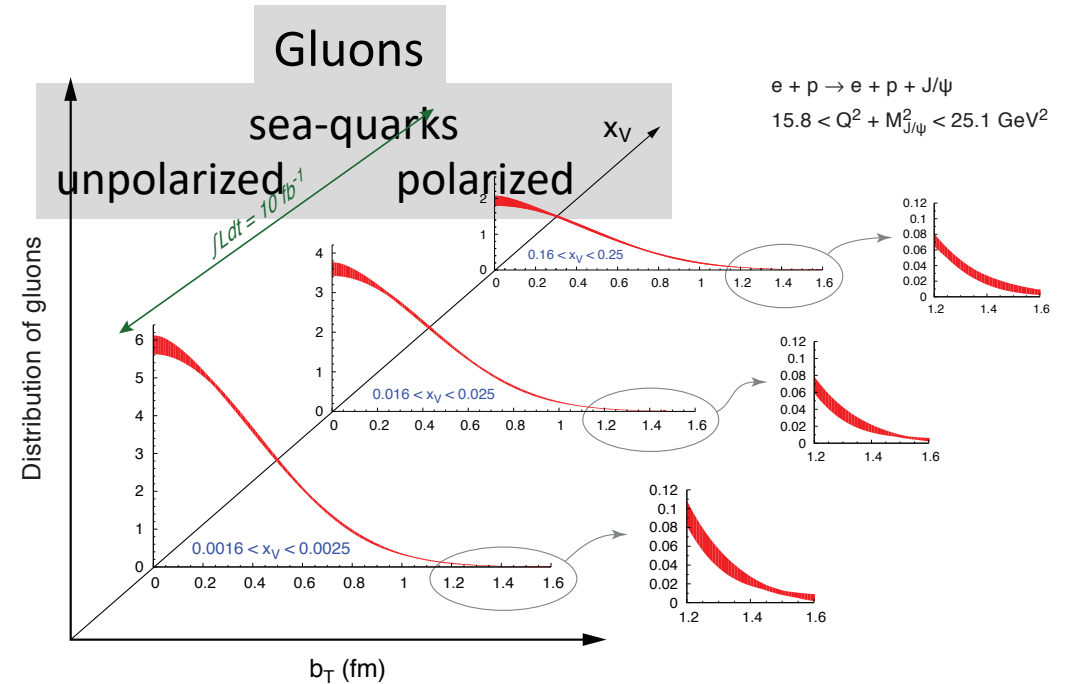 Gluons
sea-quarks
unpolarized polarized
∫Ldt = 10 fb⁻¹
x_V
e + p → e + p + J/ψ
15.8 < Q² + M²_J/ψ < 25.1 GeV²
Distribution of gluons
2
1
0
0 0.2 0.4 0.6 0.8 1 1.2 1.4 1.6
0.16 < x_V < 0.25
0.12
0.1
0.08
0.06
0.04
0.02
0
1.2 1.4 1.6
4
3
2
1
0
0 0.2 0.4 0.6 0.8 1 1.2 1.4 1.6
0.016 < x_V < 0.025
0.12
0.1
0.08
0.06
0.04
0.02
0
1.2 1.4 1.6
6
5
4
3
2
1
0
0 0.2 0.4 0.6 0.8 1 1.2 1.4 1.6
0.0016 < x_V < 0.0025
0.12
0.1
0.08
0.06
0.04
0.02
0
1.2 1.4 1.6
b_T (fm)